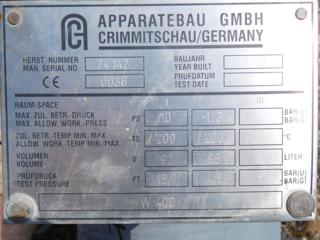 APPARATEBAU GMBH
CRIMMITSCHAU/GERMANY
HERST. NUMMER
MAN. SERIAL NO.
74142
BAUJAHR
YEAR BUILT
CE
0036
PRÜFDATUM
TEST DATE
RAUM-SPACE I III
MAX. ZUL. BETR.-DRUCK
MAX. ALLOW. WORK.-PRESS
PS
BAR(Ü)
BAR(G)
ZUL. BETR.-TEMP MIN. MAX.
ALLOW. WORK-TEMP MIN. MAX.
TS
200
°C
VOLUMEN
VOLUME
V
LITER
PRÜFDRUCK
TEST PRESSURE
PT
BAR(Ü)
BAR(G)